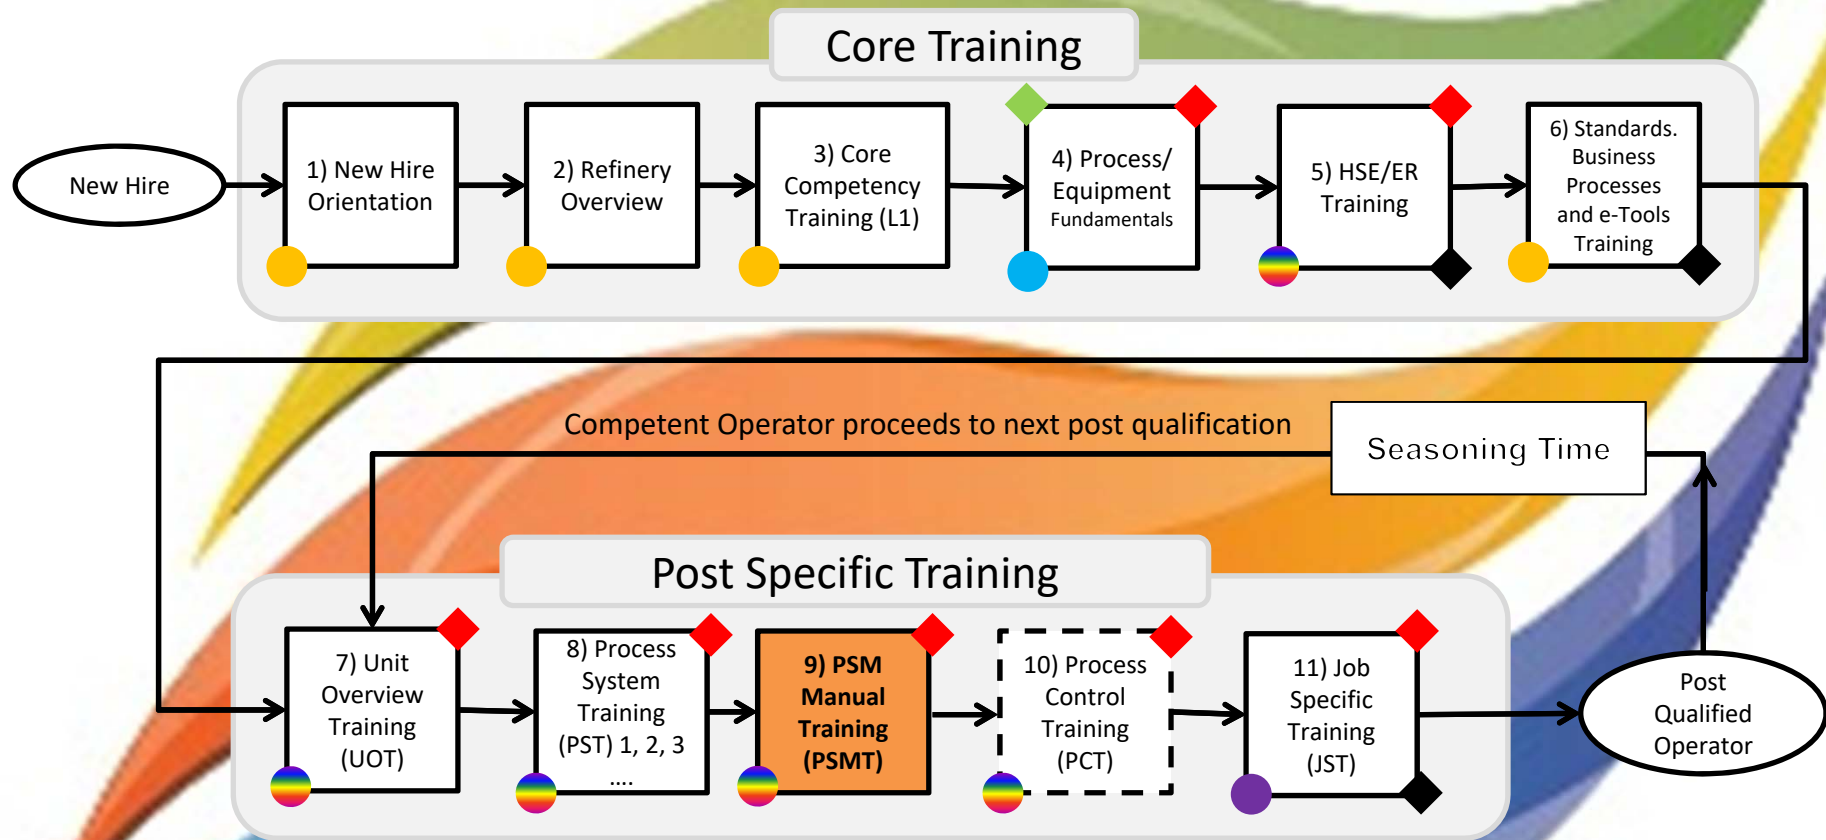 Core Training
New Hire
1) New Hire
Orientation
2) Refinery
Overview
3) Core
Competency
Training (L1)
4) Process/
Equipment
Fundamentals
5) HSE/ER
Training
6) Standards.
Business
Processes
and e-Tools
Training
Competent Operator proceeds to next post qualification
Seasoning Time
Post Specific Training
7) Unit
Overview
Training
(UOT)
8) Process
System
Training
(PST) 1, 2, 3
....
9) PSM
Manual
Training
(PSMT)
10) Process
Control
Training
(PCT)
11) Job
Specific
Training
(JST)
Post
Qualified
Operator